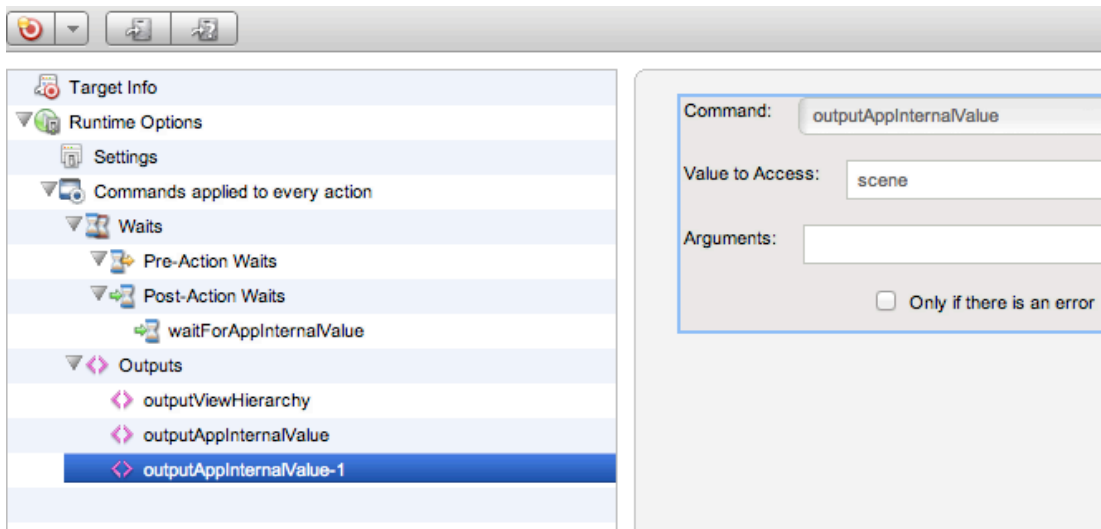 Target Info
Runtime Options
Settings
Commands applied to every action
Waits
Pre-Action Waits
Post-Action Waits
waitForAppInternalValue
Outputs
outputViewHierarchy
outputAppInternalValue
outputAppInternalValue-1
Command: outputAppInternalValue
Value to Access: scene
Arguments:
Only if there is an error